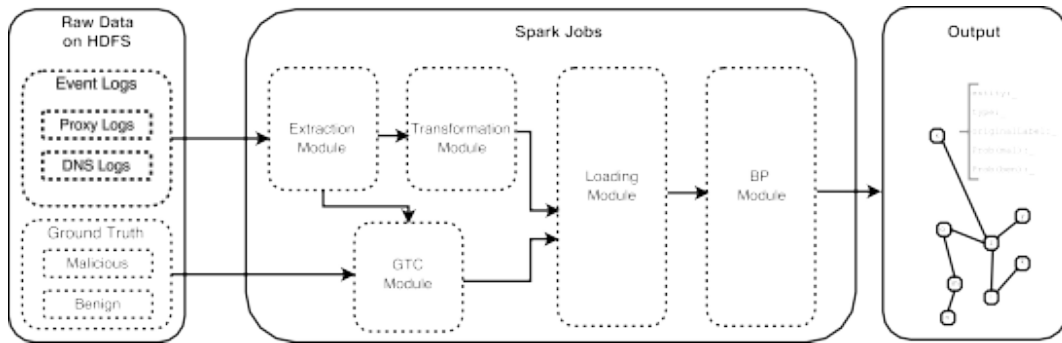 Raw Data
on HDFS
Event Logs
Proxy Logs
DNS Logs
Ground Truth
Malicious
Benign
Spark Jobs
Extraction
Module
Transformation
Module
GTC
Module
Loading
Module
BP
Module
Output